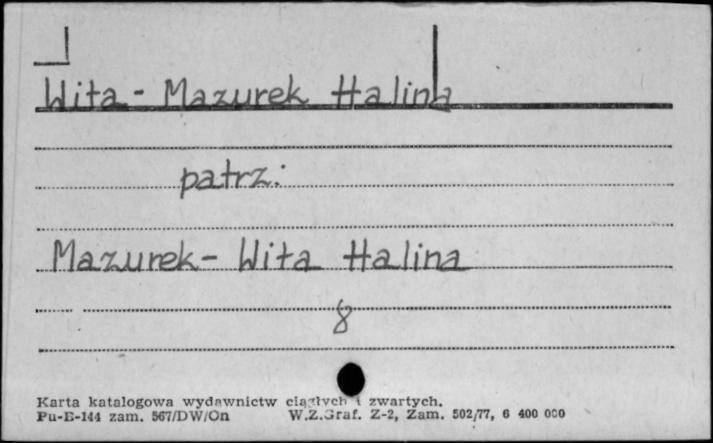 Wita - Mazurek Halina
patrz:
Mazurek - Wita Halina
8
Karta katalogowa wydawnictw ciągłych i zwartych.
Pu-B-144 zam. 567/DW/On W.Z.Graf. Z-2, Zam. 502/77, 6 400 000